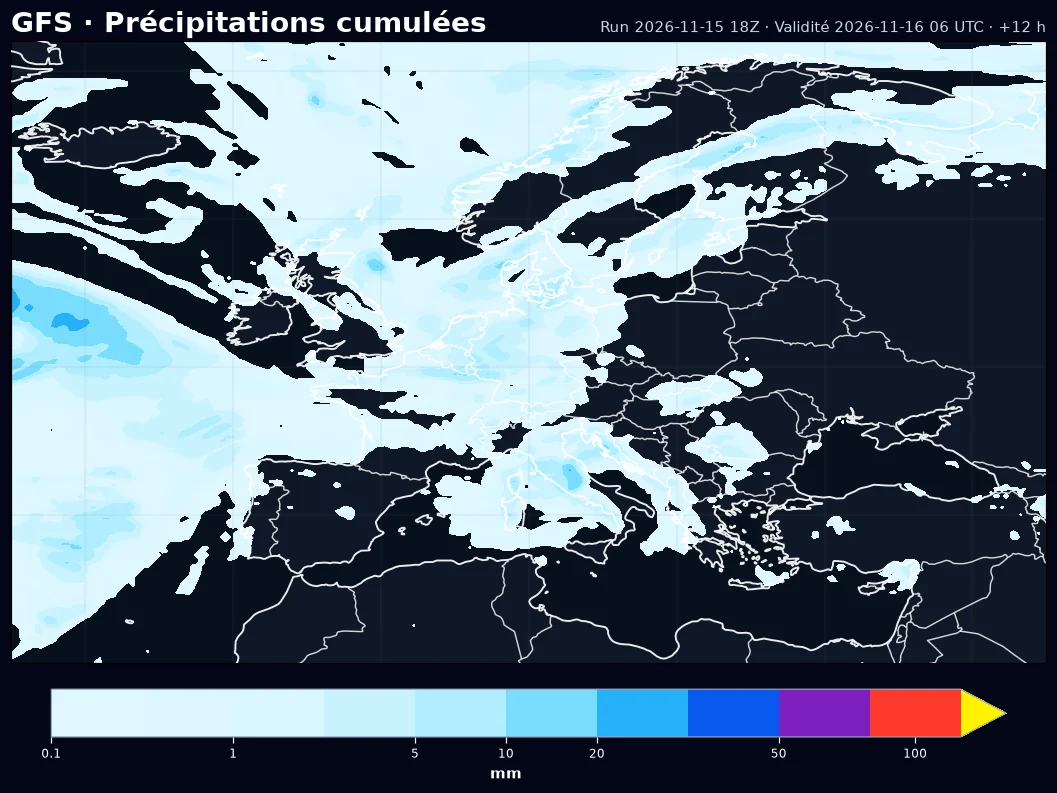 GFS · Précipitations cumulées
Run 2026-11-15 18Z · Validité 2026-11-16 06 UTC · +12 h
0.1 1 5 10 20 50 100
mm